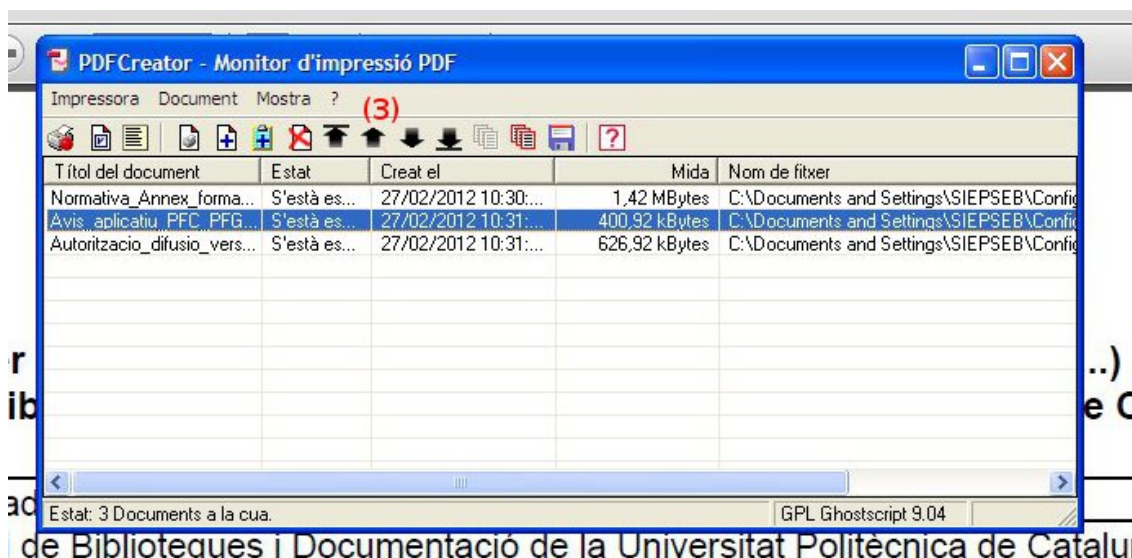 PDFCreator - Monitor d'impressió PDF
Impressora Document Mostra ?
(3)
Títol del document Estat Creat el Mida Nom de fitxer
Normativa_Annex_forma... S'està es... 27/02/2012 10:30:... 1,42 MBytes C:\Documents and Settings\SIEPSEB\Config
Avis_aplicatiu_PFC_PFG... S'està es... 27/02/2012 10:31:... 400,92 kBytes C:\Documents and Settings\SIEPSEB\Config
Autoritzacio_difusio_vers... S'està es... 27/02/2012 10:31:... 626,92 kBytes C:\Documents and Settings\SIEPSEB\Config
r ..)
ib e C
ad
Estat: 3 Documents a la cua. GPL Ghostscript 9.04
de Biblioteques i Documentació de la Universitat Politècnica de Catalu